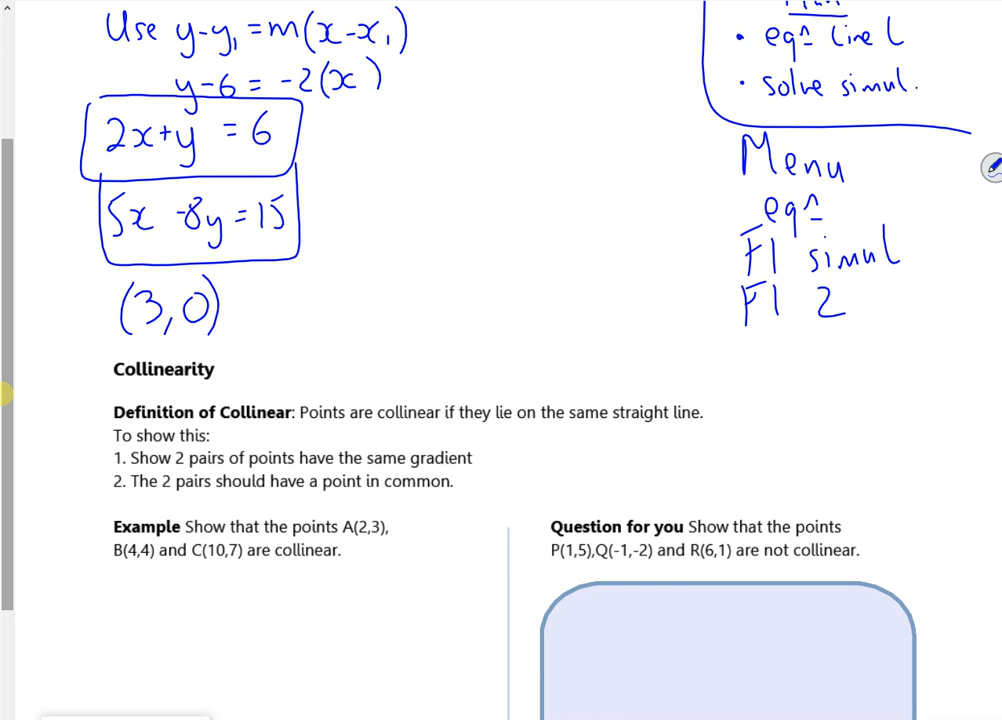 Use y-y₁ = m(x-x₁)
y-6 = -2(x )
2x+y = 6
5x -8y = 15
(3,0)
• eqⁿ line L
• solve simul.
Menu
eqⁿ
F1 simul
F1 2
Collinearity
Definition of Collinear: Points are collinear if they lie on the same straight line.
To show this:
1. Show 2 pairs of points have the same gradient
2. The 2 pairs should have a point in common.
Example Show that the points A(2,3),
B(4,4) and C(10,7) are collinear.
Question for you Show that the points
P(1,5),Q(-1,-2) and R(6,1) are not collinear.